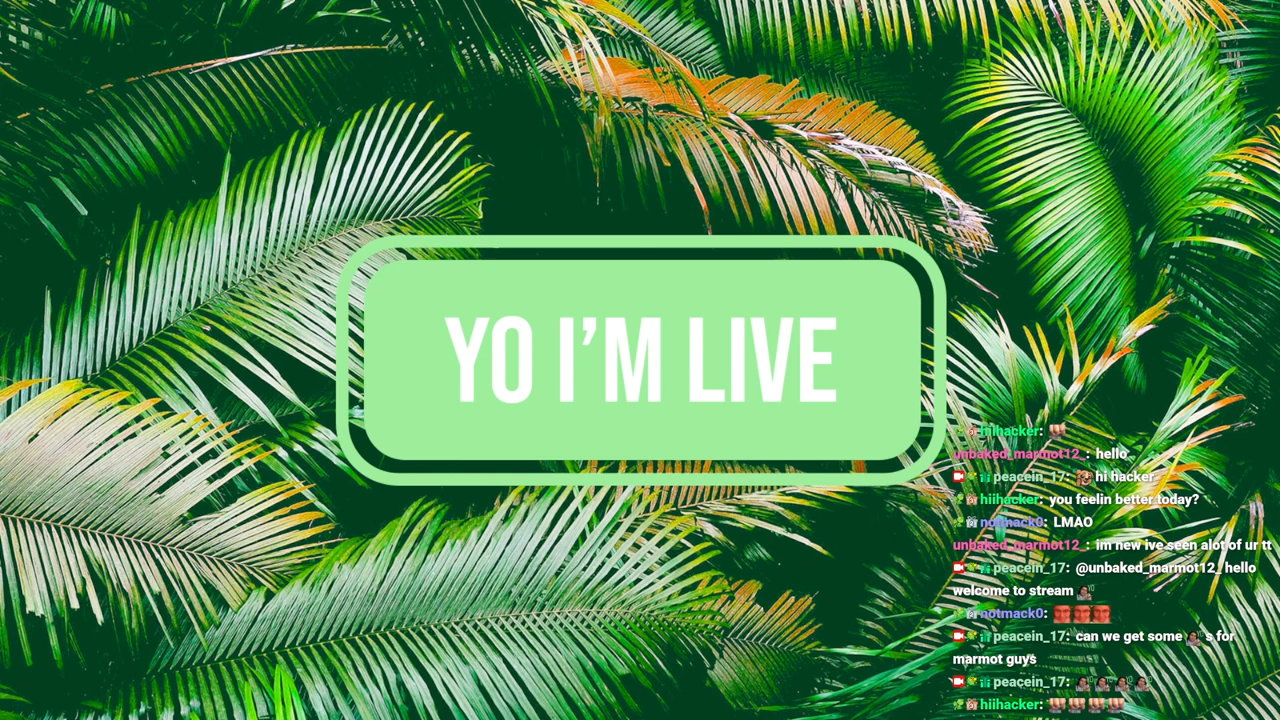 YO I'M LIVE
hiihacker:
unbaked_marmot12_: hello
peacein_17: hi hacker
hiihacker: you feelin better today?
notmack0: LMAO
unbaked_marmot12_: im new ive seen alot of ur tt
peacein_17: @unbaked_marmot12_ hello
welcome to stream
notmack0:
peacein_17: can we get some s for
marmot guys
peacein_17:
hiihacker: